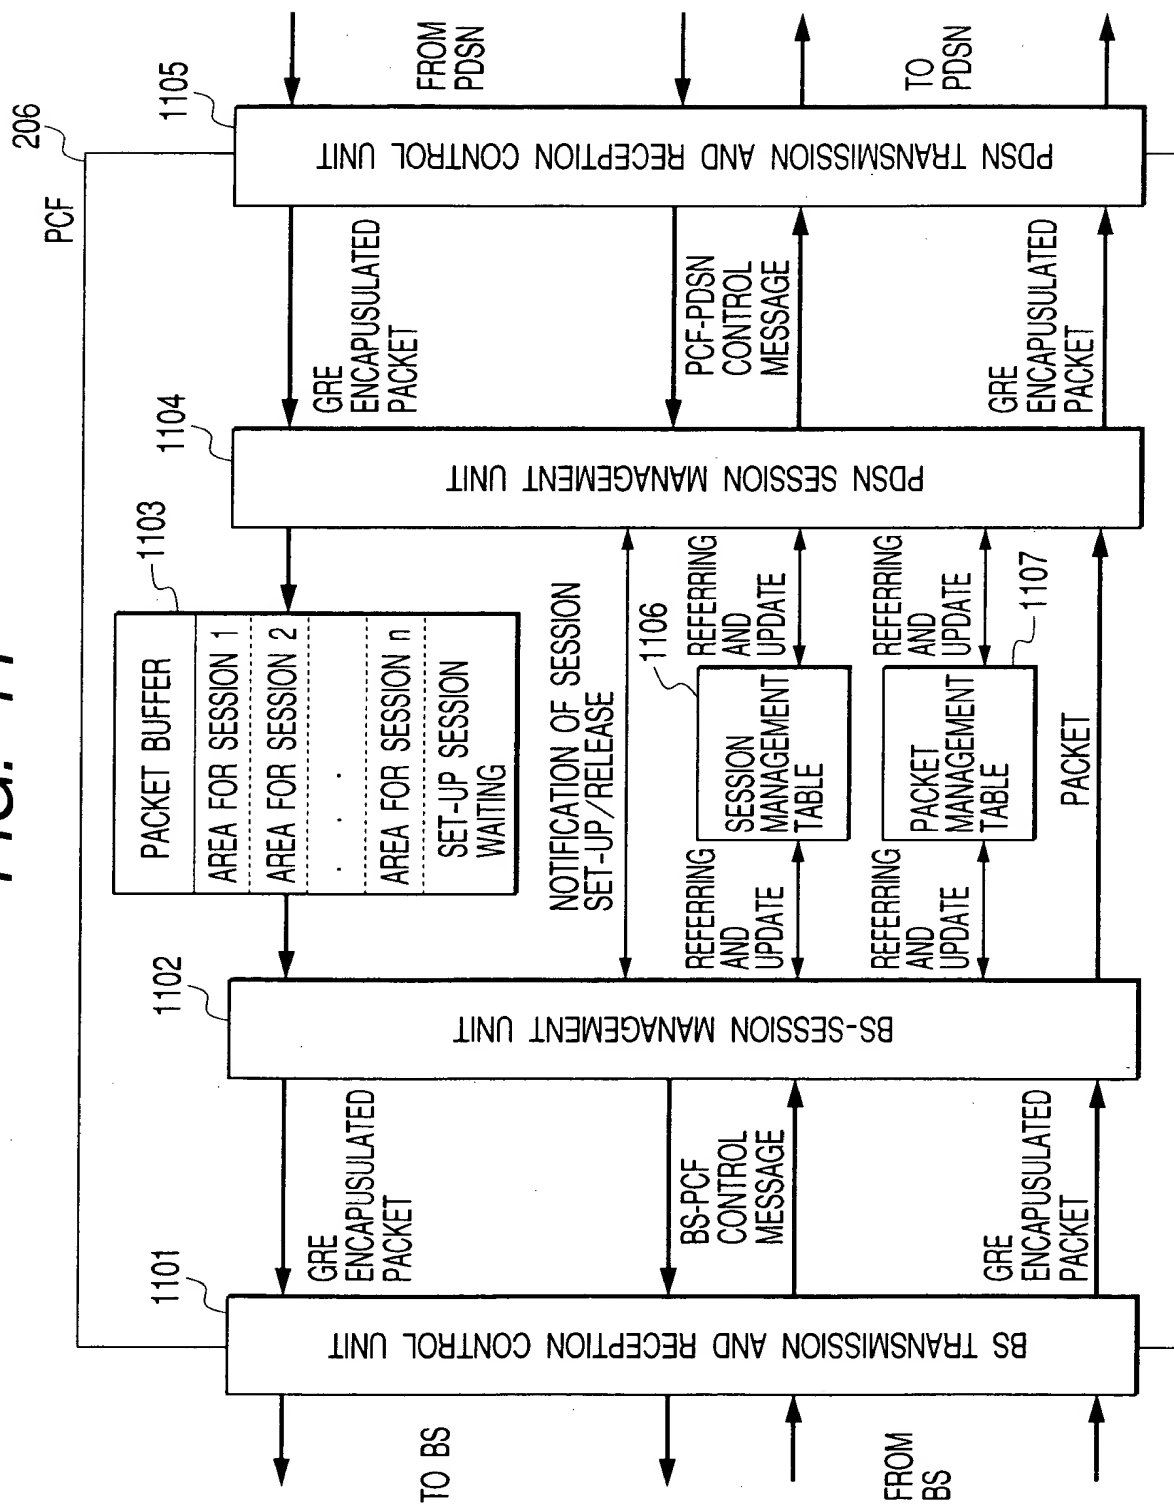 FIG. 11
206
PCF
1101
1102
1103
1104
1105
TO BS
FROM
BS
BS TRANSMISSION AND RECEPTION CONTROL UNIT
GRE
ENCAPUSULATED
PACKET
BS-PCF
CONTROL
MESSAGE
GRE
ENCAPUSULATED
PACKET
BS-SESSION MANAGEMENT UNIT
PACKET BUFFER
AREA FOR SESSION 1
AREA FOR SESSION 2
. . .
AREA FOR SESSION n
SET-UP SESSION
WAITING
NOTIFICATION OF SESSION
SET-UP/RELEASE
1106
REFERRING
AND
UPDATE
SESSION
MANAGEMENT
TABLE
REFERRING
AND
UPDATE
1107
REFERRING
AND
UPDATE
PACKET
MANAGEMENT
TABLE
REFERRING
AND
UPDATE
PACKET
PDSN SESSION MANAGEMENT UNIT
GRE
ENCAPUSULATED
PACKET
PCF-PDSN
CONTROL
MESSAGE
GRE
ENCAPUSULATED
PACKET
PDSN TRANSMISSION AND RECEPTION CONTROL UNIT
FROM
PDSN
TO
PDSN